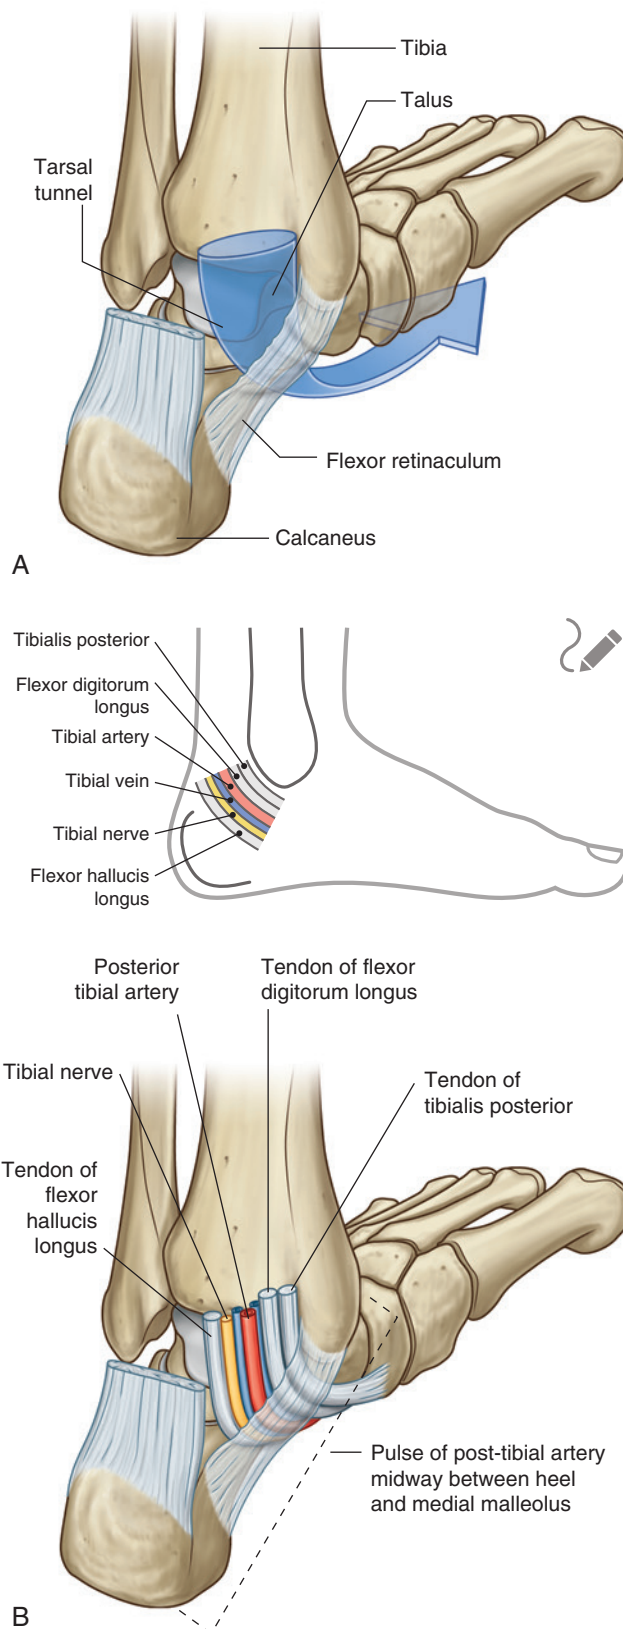 Tibia
Talus
Tarsal
tunnel
Flexor retinaculum
Calcaneus
A
Tibialis posterior
Flexor digitorum
longus
Tibial artery
Tibial vein
Tibial nerve
Flexor hallucis
longus
Posterior
tibial artery
Tendon of flexor
digitorum longus
Tibial nerve
Tendon of
tibialis posterior
Tendon of
flexor
hallucis
longus
Pulse of post-tibial artery
midway between heel
and medial malleolus
B